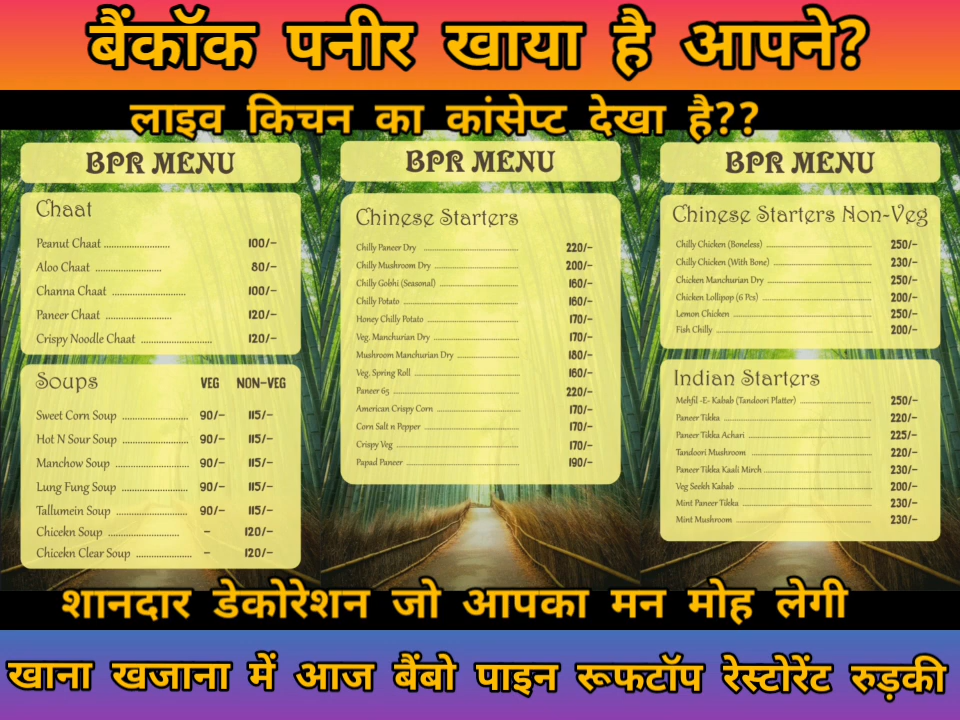 बैंकॉक पनीर खाया है आपने?
लाइव किचन का कांसेप्ट देखा है??
BPR MENU
Chaat
Peanut Chaat ......................... 100/-
Aloo Chaat ......................... 80/-
Channa Chaat ............................ 100/-
Paneer Chaat ......................... 120/-
Crispy Noodle Chaat ........................... 120/-
Soups VEG NON-VEG
Sweet Corn Soup ......................... 90/- 115/-
Hot N Sour Soup ......................... 90/- 115/-
Manchow Soup ............................ 90/- 115/-
Lung Fung Soup ......................... 90/- 115/-
Tallumein Soup ........................... 90/- 115/-
Chicekn Soup ........................... - 120/-
Chicekn Clear Soup ..................... - 120/-
BPR MENU
Chinese Starters
Chilly Paneer Dry ............................ 220/-
Chilly Mushroom Dry ............................ 200/-
Chilly Gobhi (Seasonal) ............................ 160/-
Chilly Potato ............................ 160/-
Honey Chilly Potato ............................ 170/-
Veg. Manchurian Dry ............................ 170/-
Mushroom Manchurian Dry ..................... 180/-
Veg. Spring Roll ............................ 160/-
Paneer 65 ............................ 220/-
American Crispy Corn ............................ 170/-
Corn Salt n Pepper ............................ 170/-
Crispy Veg ............................ 170/-
Papad Paneer ............................ 190/-
BPR MENU
Chinese Starters Non-Veg
Chilly Chicken (Boneless) ............................ 250/-
Chilly Chicken (With Bone) ............................ 230/-
Chicken Manchurian Dry ............................ 250/-
Chicken Lollipop (6 Pcs) ............................ 200/-
Lemon Chicken ............................ 250/-
Fish Chilly ............................ 200/-
Indian Starters
Mehfil -E- Kabab (Tandoori Platter) ..................... 250/-
Paneer Tikka ............................ 220/-
Paneer Tikka Achari ............................ 225/-
Tandoori Mushroom ............................ 220/-
Paneer Tikka Kaali Mirch ............................ 230/-
Veg Seekh Kabab ............................ 200/-
Mint Paneer Tikka ............................ 230/-
Mint Mushroom ............................ 230/-
शानदार डेकोरेशन जो आपका मन मोह लेगी
खाना खजाना में आज बैंबो पाइन रूफटॉप रेस्टोरेंट रुड़की